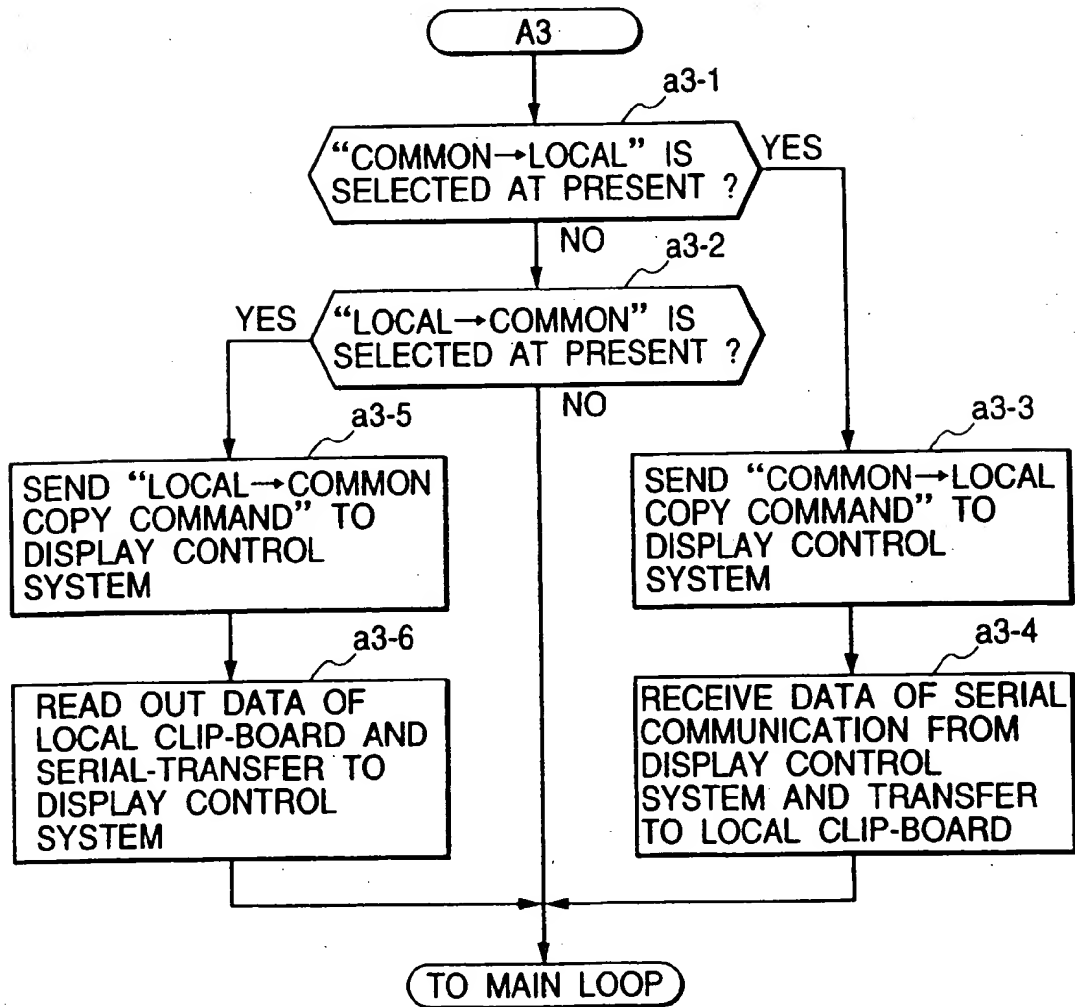 A3
a3-1
“COMMON→LOCAL” IS
SELECTED AT PRESENT ?
YES
NO
a3-2
YES
“LOCAL→COMMON” IS
SELECTED AT PRESENT ?
NO
a3-5
SEND “LOCAL→COMMON
COPY COMMAND” TO
DISPLAY CONTROL
SYSTEM
a3-3
SEND “COMMON→LOCAL
COPY COMMAND” TO
DISPLAY CONTROL
SYSTEM
a3-6
READ OUT DATA OF
LOCAL CLIP-BOARD AND
SERIAL-TRANSFER TO
DISPLAY CONTROL
SYSTEM
a3-4
RECEIVE DATA OF SERIAL
COMMUNICATION FROM
DISPLAY CONTROL
SYSTEM AND TRANSFER
TO LOCAL CLIP-BOARD
TO MAIN LOOP